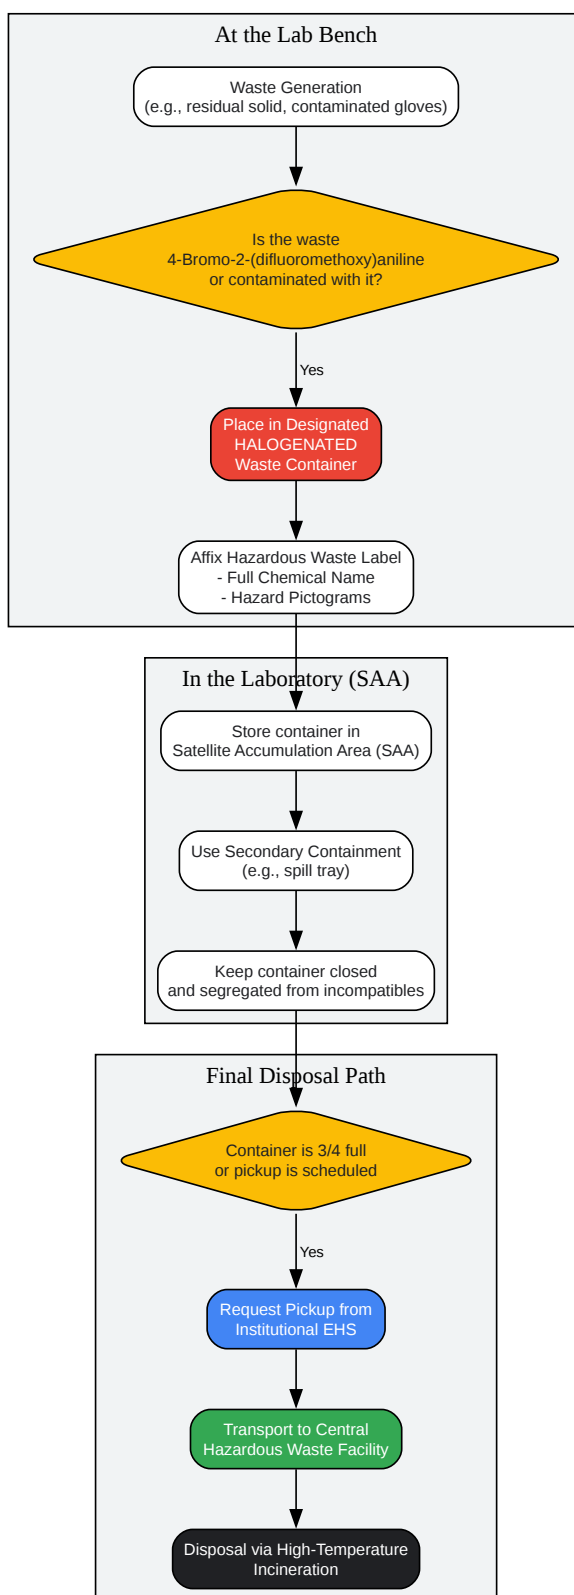 At the Lab Bench
Waste Generation
(e.g., residual solid, contaminated gloves)
Is the waste
4-Bromo-2-(difluoromethoxy)aniline
or contaminated with it?
Yes
Place in Designated
HALOGENATED
Waste Container
Affix Hazardous Waste Label
- Full Chemical Name
- Hazard Pictograms
In the Laboratory (SAA)
Store container in
Satellite Accumulation Area (SAA)
Use Secondary Containment
(e.g., spill tray)
Keep container closed
and segregated from incompatibles
Final Disposal Path
Container is 3/4 full
or pickup is scheduled
Yes
Request Pickup from
Institutional EHS
Transport to Central
Hazardous Waste Facility
Disposal via High-Temperature
Incineration